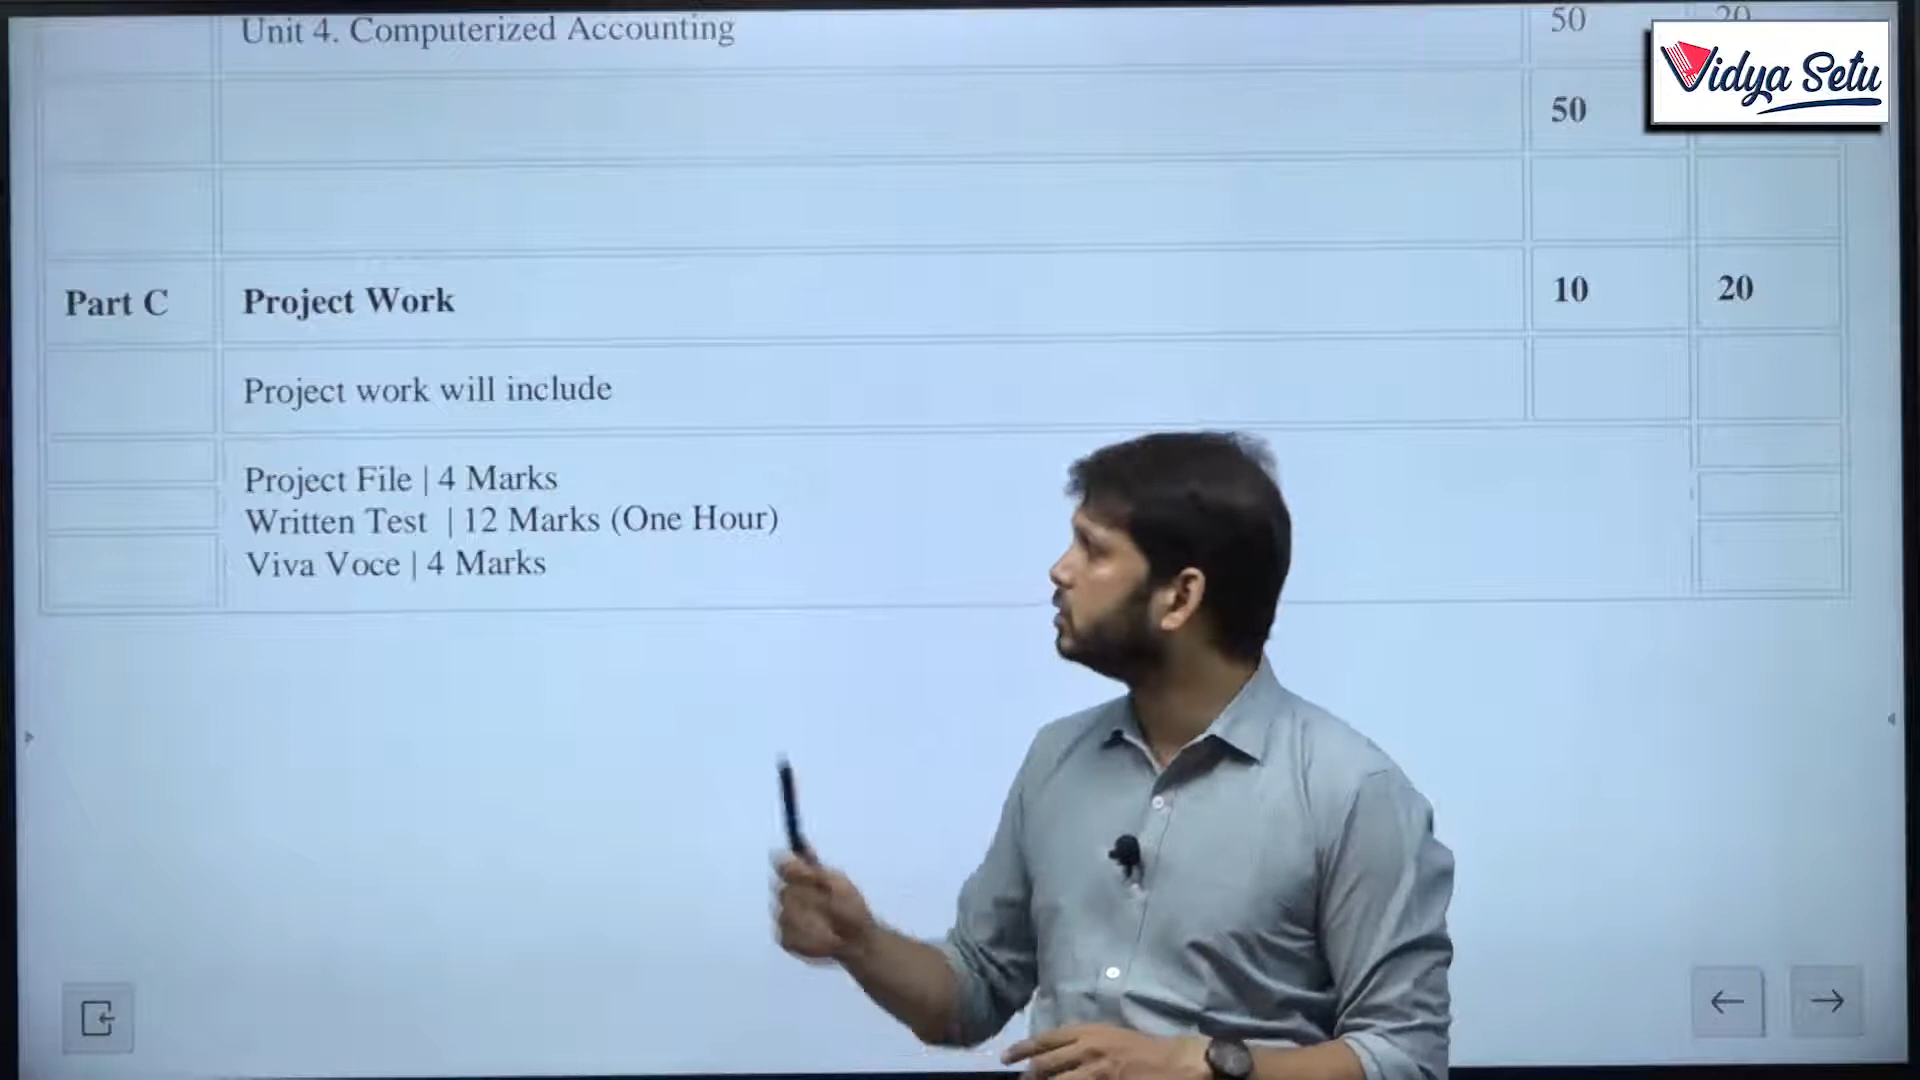 Unit 4. Computerized Accounting 50 20
Vidya Setu
50
Part C Project Work 10 20
Project work will include
Project File | 4 Marks
Written Test | 12 Marks (One Hour)
Viva Voce | 4 Marks